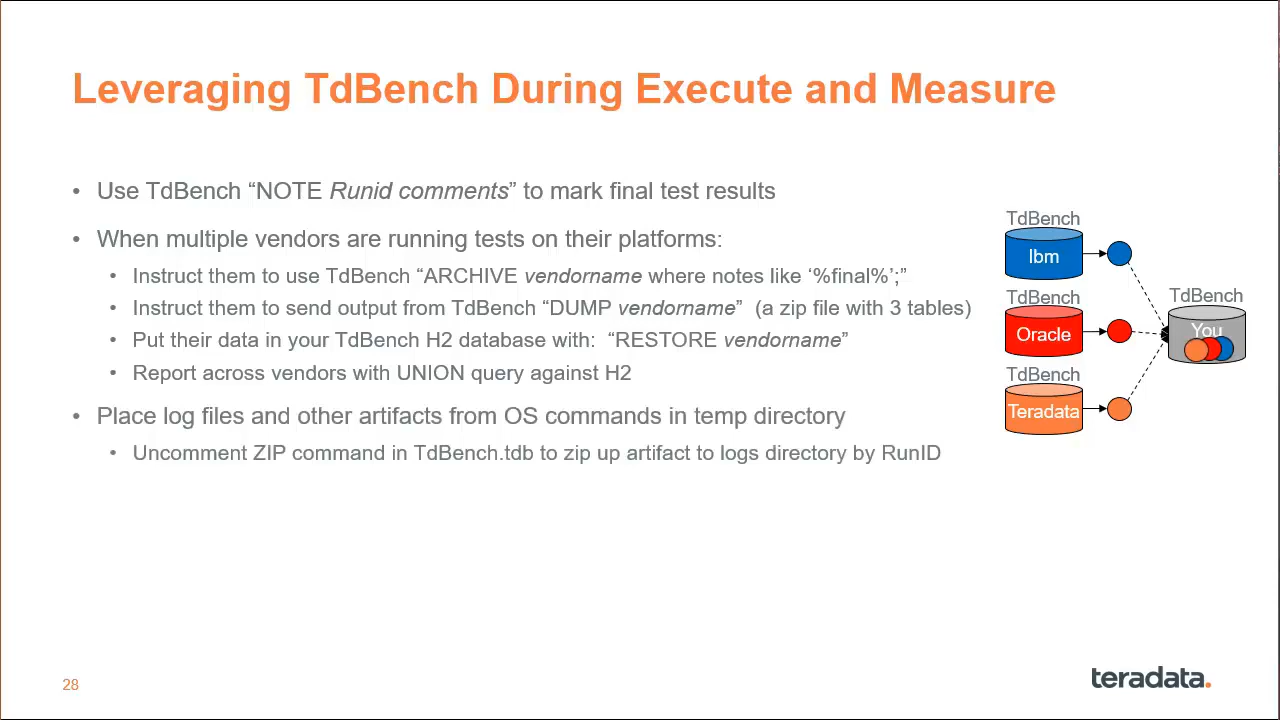 Leveraging TdBench During Execute and Measure
• Use TdBench “NOTE Runid comments” to mark final test results
• When multiple vendors are running tests on their platforms:
• Instruct them to use TdBench “ARCHIVE vendorname where notes like ‘%final%’;”
• Instruct them to send output from TdBench “DUMP vendorname” (a zip file with 3 tables)
• Put their data in your TdBench H2 database with: “RESTORE vendorname”
• Report across vendors with UNION query against H2
• Place log files and other artifacts from OS commands in temp directory
• Uncomment ZIP command in TdBench.tdb to zip up artifact to logs directory by RunID
TdBench
Ibm
TdBench
Oracle
TdBench
Teradata
TdBench
You
28
teradata.